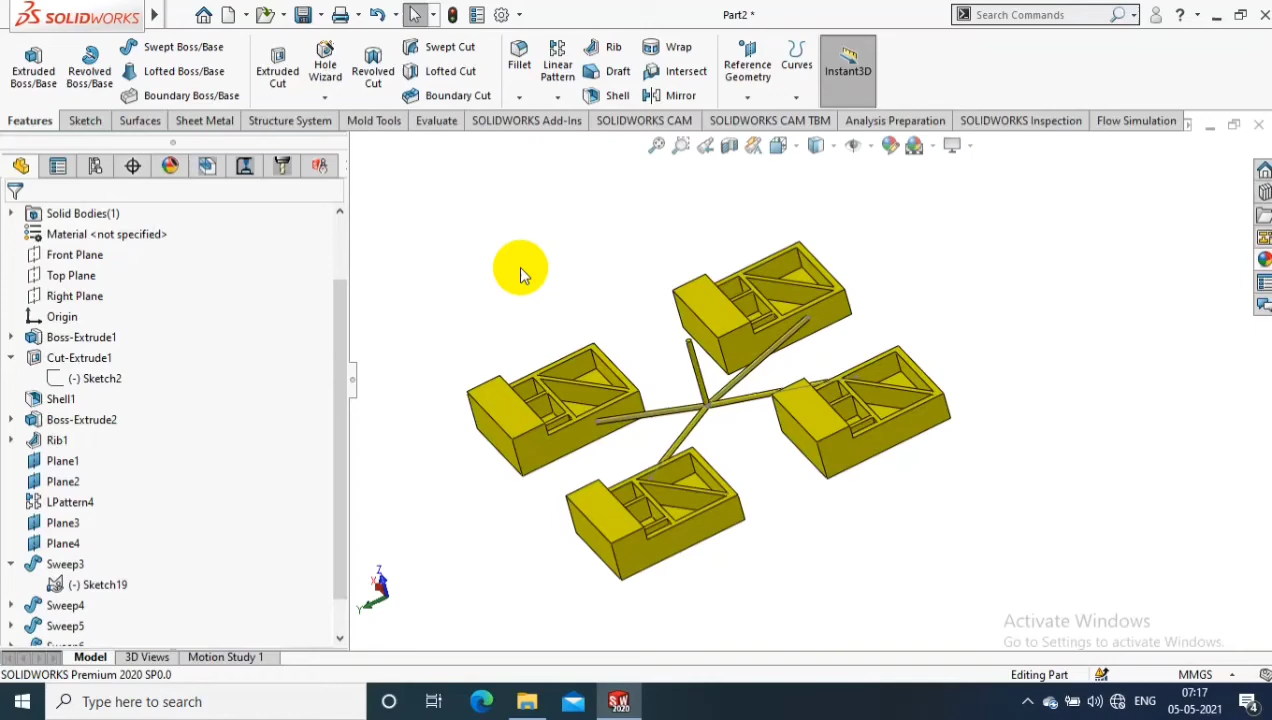 SOLIDWORKS
Part2 *
Search Commands
Extruded Boss/Base
Revolved Boss/Base
Swept Boss/Base
Lofted Boss/Base
Boundary Boss/Base
Extruded Cut
Hole Wizard
Revolved Cut
Swept Cut
Lofted Cut
Boundary Cut
Fillet
Linear Pattern
Rib
Draft
Shell
Wrap
Intersect
Mirror
Reference Geometry
Curves
Instant3D
Features
Sketch
Surfaces
Sheet Metal
Structure System
Mold Tools
Evaluate
SOLIDWORKS Add-Ins
SOLIDWORKS CAM
SOLIDWORKS CAM TBM
Analysis Preparation
SOLIDWORKS Inspection
Flow Simulation
Solid Bodies(1)
Material <not specified>
Front Plane
Top Plane
Right Plane
Origin
Boss-Extrude1
Cut-Extrude1
(-) Sketch2
Shell1
Boss-Extrude2
Rib1
Plane1
Plane2
LPattern4
Plane3
Plane4
Sweep3
(-) Sketch19
Sweep4
Sweep5
Z
X
Y
Activate Windows
Go to Settings to activate Windows.
Model
3D Views
Motion Study 1
SOLIDWORKS Premium 2020 SP0.0
Editing Part
MMGS
Type here to search
SW
2020
ENG
07:17
05-05-2021
4